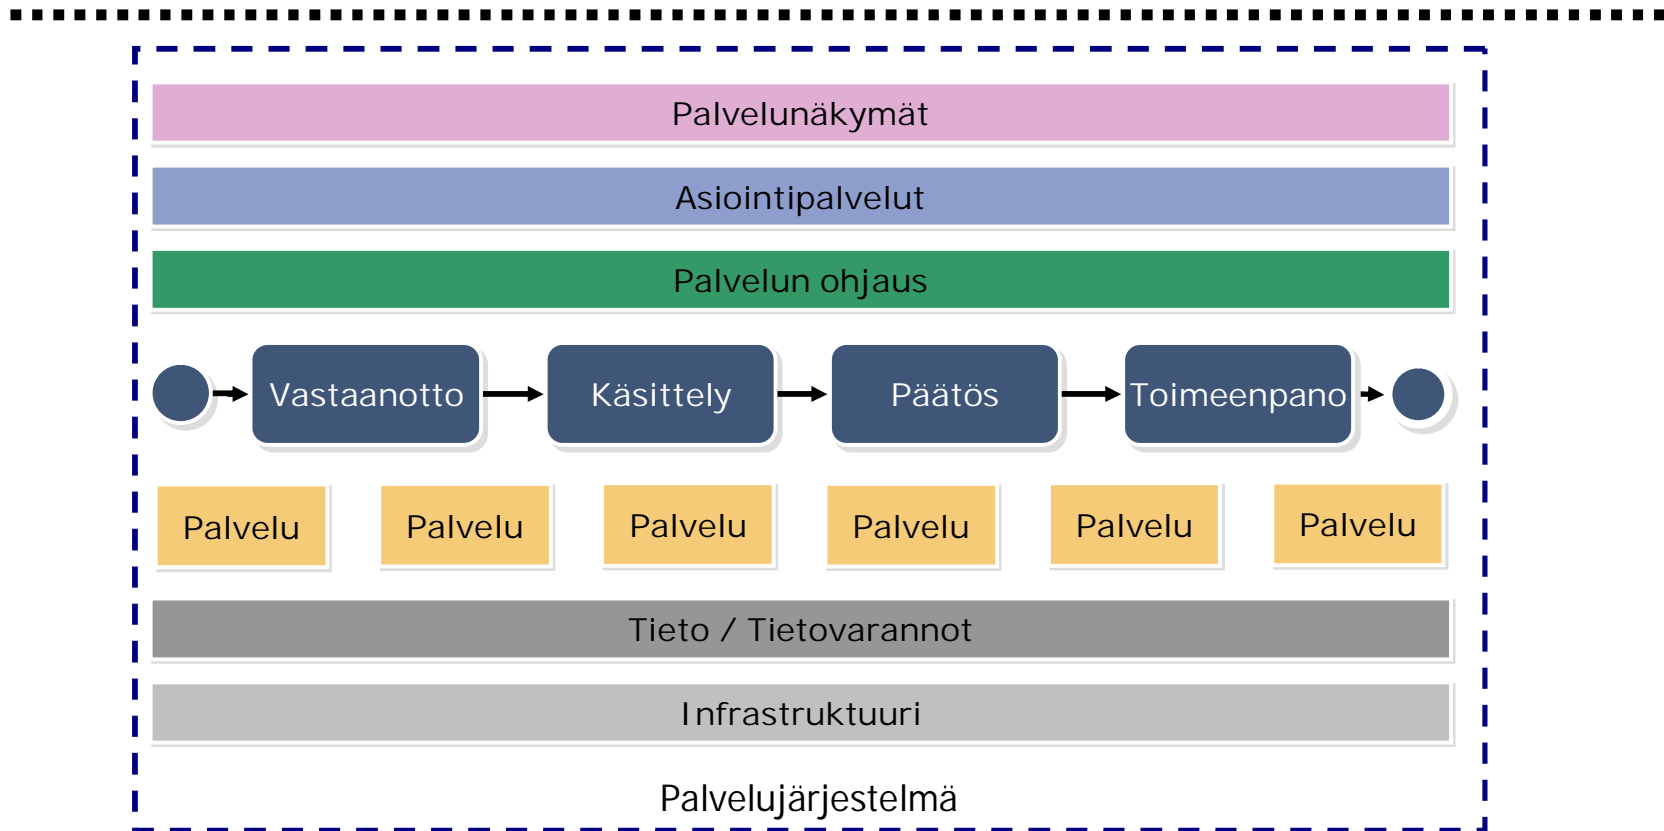 Palvelunäkymät
Asiointipalvelut
Palvelun ohjaus
Vastaanotto Käsittely Päätös Toimeenpano
Palvelu Palvelu Palvelu Palvelu Palvelu Palvelu
Tieto / Tietovarannot
Infrastruktuuri
Palvelujärjestelmä